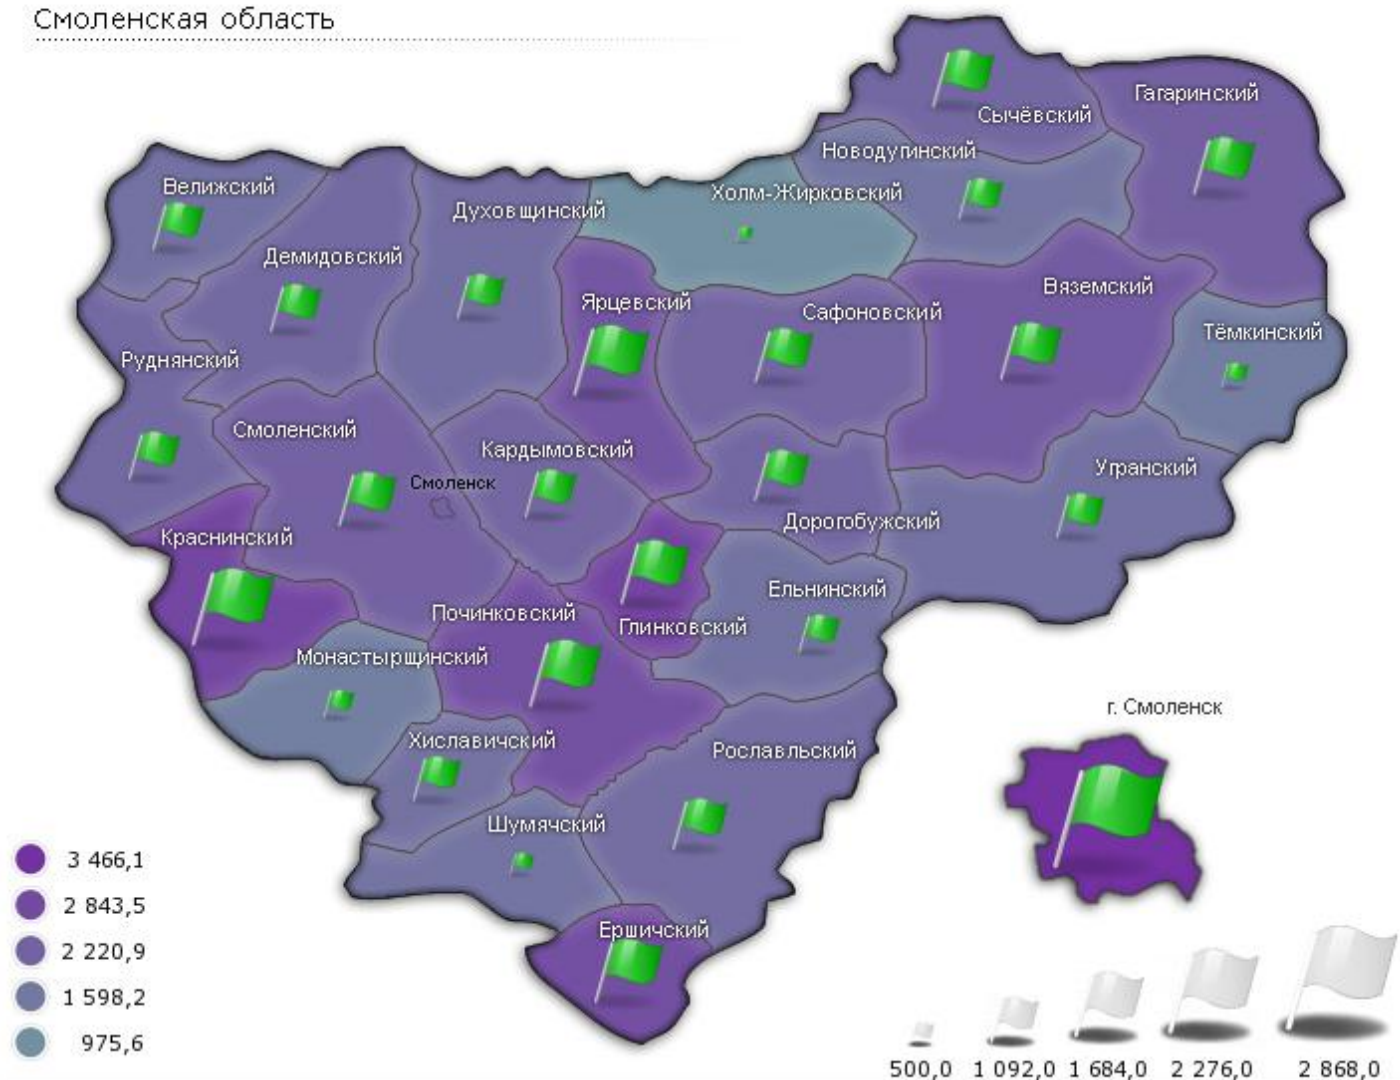 Смоленская область
Гагаринский
Сычёвский
Новодугинский
Велижский
Холм-Жирковский
Духовщинский
Демидовский
Вяземский
Ярцевский
Сафоновский
Тёмкинский
Руднянский
Смоленский
Кардымовский
Угранский
Смоленск
Дорогобужский
Краснинский
Ельнинский
Починковский
Глинковский
Монастырщинский
г. Смоленск
Хиславичский
Рославльский
Шумячский
Ершичский
3 466,1
2 843,5
2 220,9
1 598,2
975,6
500,0 1 092,0 1 684,0 2 276,0 2 868,0